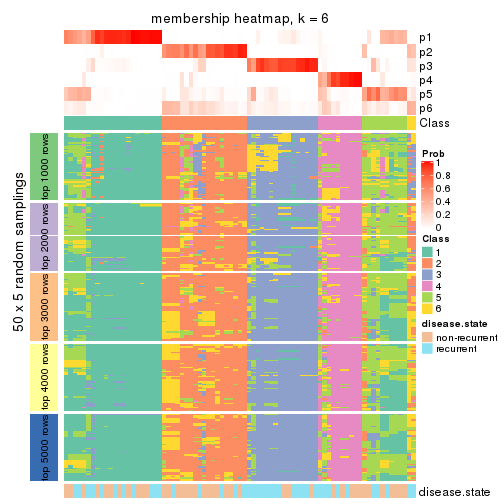 membership heatmap, k = 6
p1
p2
p3
p4
p5
p6
Class
50 x 5 random samplings
top 1000 rows
top 2000 rows
top 3000 rows
top 4000 rows
top 5000 rows
Prob
1
0.8
0.6
0.4
0.2
0
Class
1
2
3
4
5
6
disease.state
non-recurrent
recurrent
disease.state